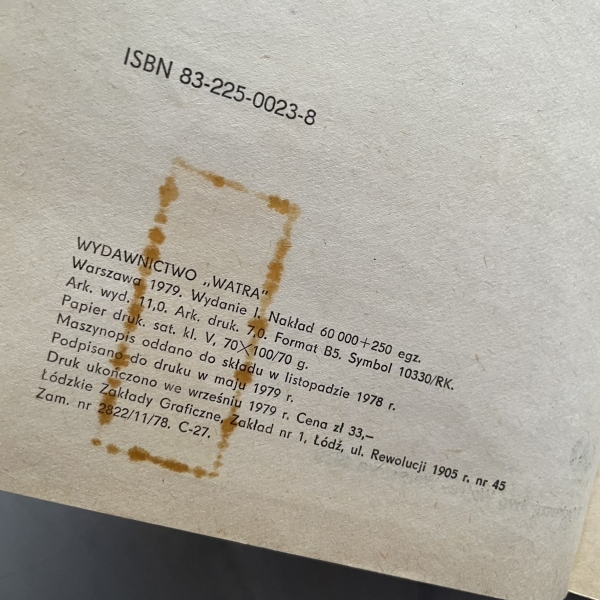 ISBN 83-225-0023-8
WYDAWNICTWO „WATRA"
Warszawa 1979. Wydanie I. Nakład 60 000+250 egz.
Ark. wyd. 11,0. Ark. druk. 7,0. Format B5. Symbol 10330/RK.
Papier druk. sat. kl. V, 70×100/70 g.
Maszynopis oddano do składu w listopadzie 1978 r.
Podpisano do druku w maju 1979 r.
Druk ukończono we wrześniu 1979 r. Cena zł 33,–
Łódzkie Zakłady Graficzne, Zakład nr 1, Łódź, ul. Rewolucji 1905 r. nr 45
Zam. nr 2822/11/78. C-27.